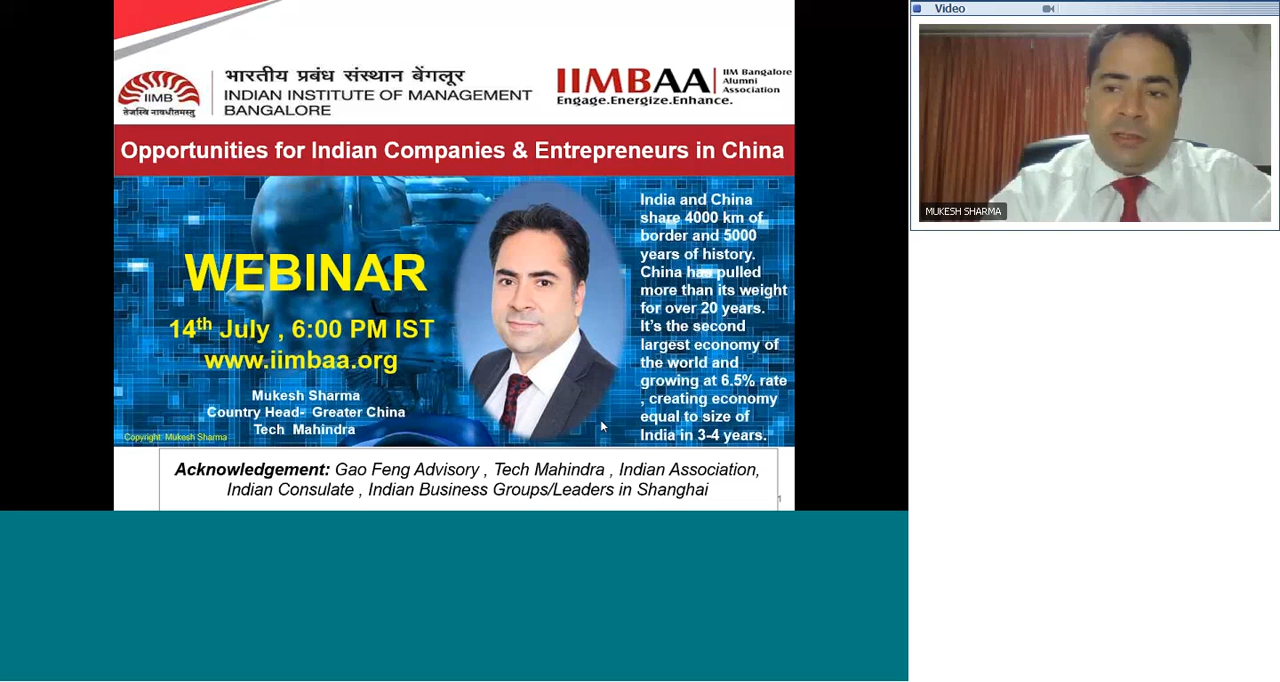 Video
IIMB
तेजस्वि नावधीतमस्तु
भारतीय प्रबंध संस्थान बेंगलूर
INDIAN INSTITUTE OF MANAGEMENT
BANGALORE
IIMBAA
IIM Bangalore
Alumni
Association
Engage.Energize.Enhance.
Opportunities for Indian Companies & Entrepreneurs in China
WEBINAR
14th July , 6:00 PM IST
www.iimbaa.org
Mukesh Sharma
Country Head- Greater China
Tech Mahindra
Copyright: Mukesh Sharma
India and China
share 4000 km of
border and 5000
years of history.
China has pulled
more than its weight
for over 20 years.
It's the second
largest economy of
the world and
growing at 6.5% rate
, creating economy
equal to size of
India in 3-4 years.
Acknowledgement: Gao Feng Advisory , Tech Mahindra , Indian Association,
Indian Consulate , Indian Business Groups/Leaders in Shanghai
1
MUKESH SHARMA